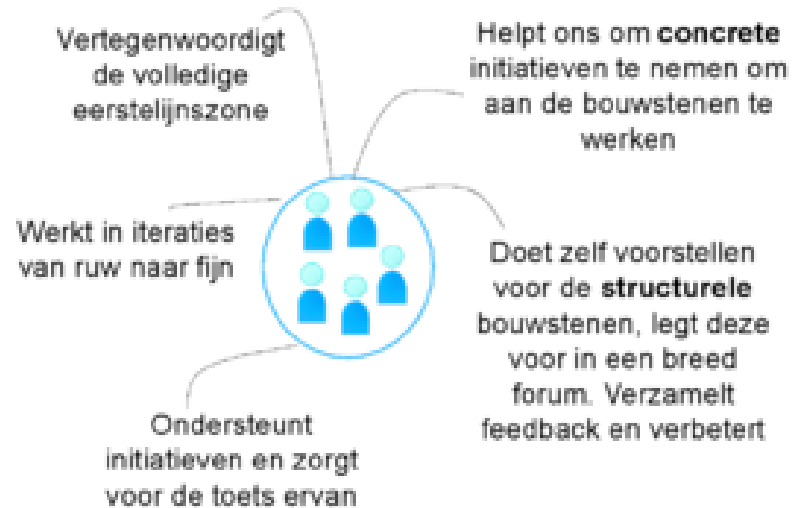 Vertegenwoordigt
de volledige
eerstelijnszone
Helpt ons om concrete
initiatieven te nemen om
aan de bouwstenen te
werken
Werkt in iteraties
van ruw naar fijn
Doet zelf voorstellen
voor de structurele
bouwstenen, legt deze
voor in een breed
forum. Verzamelt
feedback en verbetert
Ondersteunt
initiatieven en zorgt
voor de toets ervan